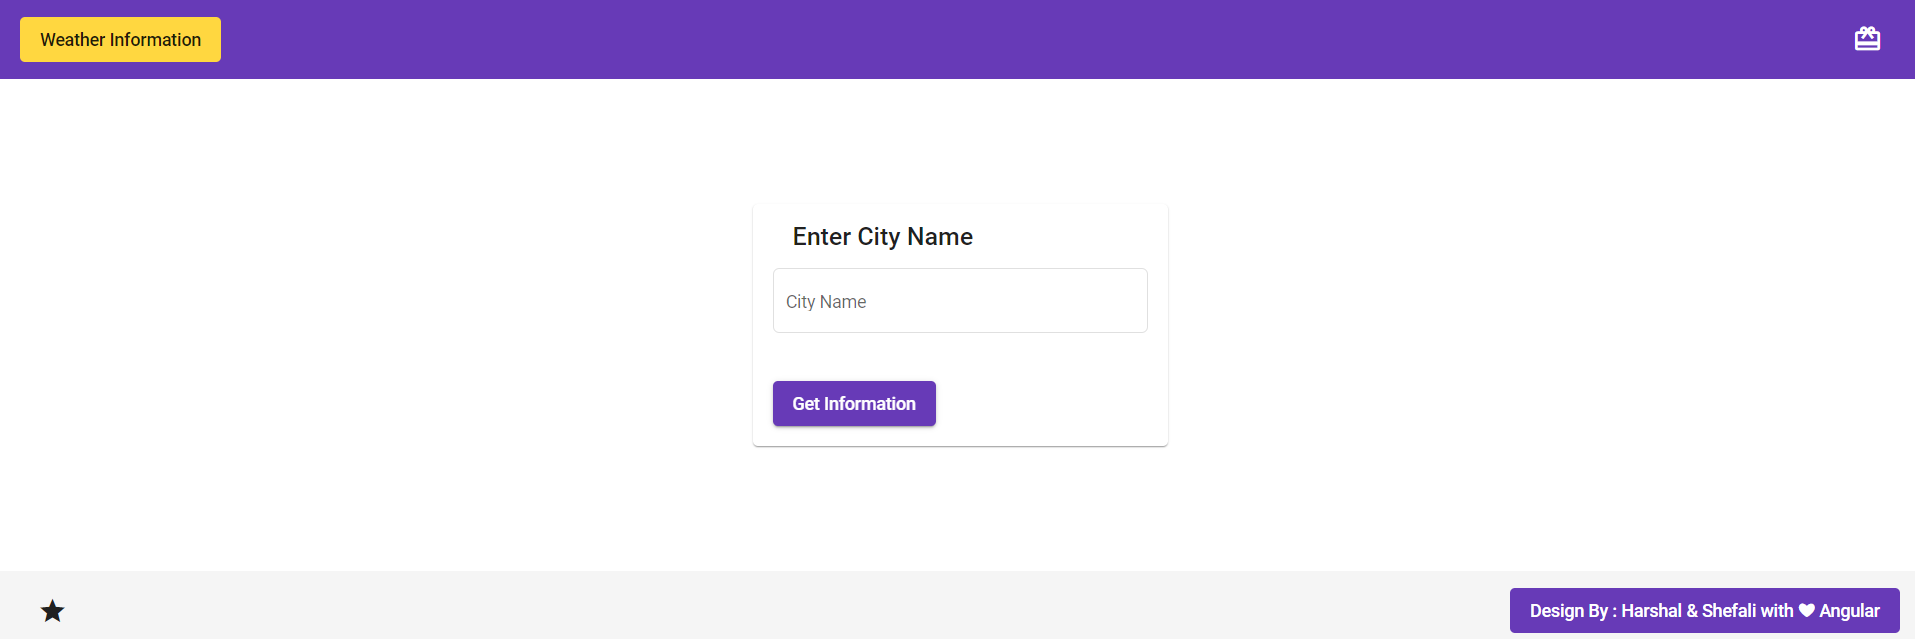 Weather Information
Enter City Name
City Name
Get Information
Design By : Harshal & Shefali with ♥ Angular